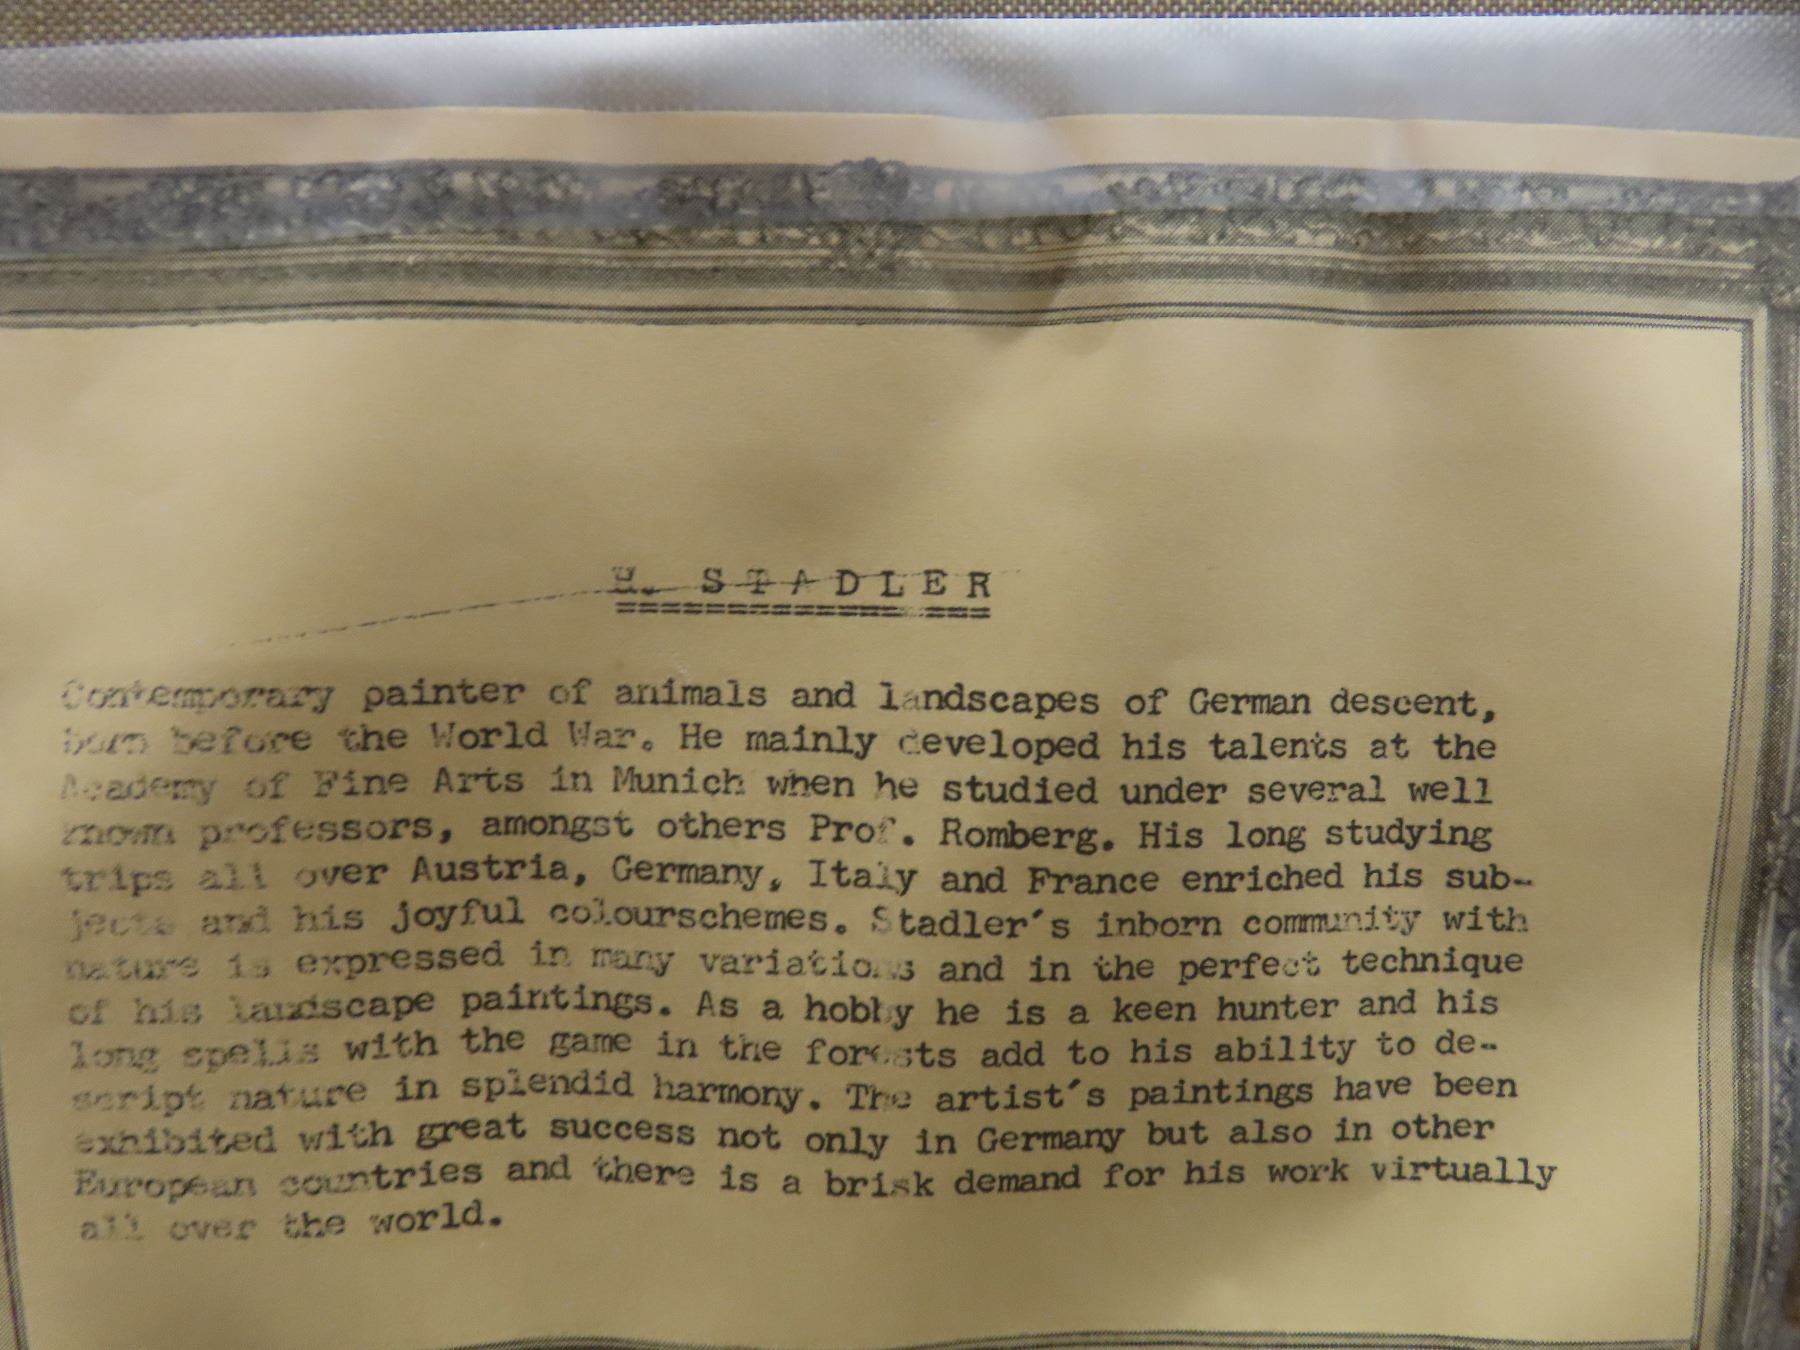 H. STADLER
Contemporary painter of animals and landscapes of German descent,
born before the World War. He mainly developed his talents at the
Academy of Fine Arts in Munich when he studied under several well
known professors, amongst others Prof. Romberg. His long studying
trips all over Austria, Germany, Italy and France enriched his sub-
jects and his joyful colourschemes. Stadler's inborn community with
nature is expressed in many variations and in the perfect technique
of his landscape paintings. As a hobby he is a keen hunter and his
long spells with the game in the forests add to his ability to de-
script nature in splendid harmony. The artist's paintings have been
exhibited with great success not only in Germany but also in other
European countries and there is a brisk demand for his work virtually
all over the world.